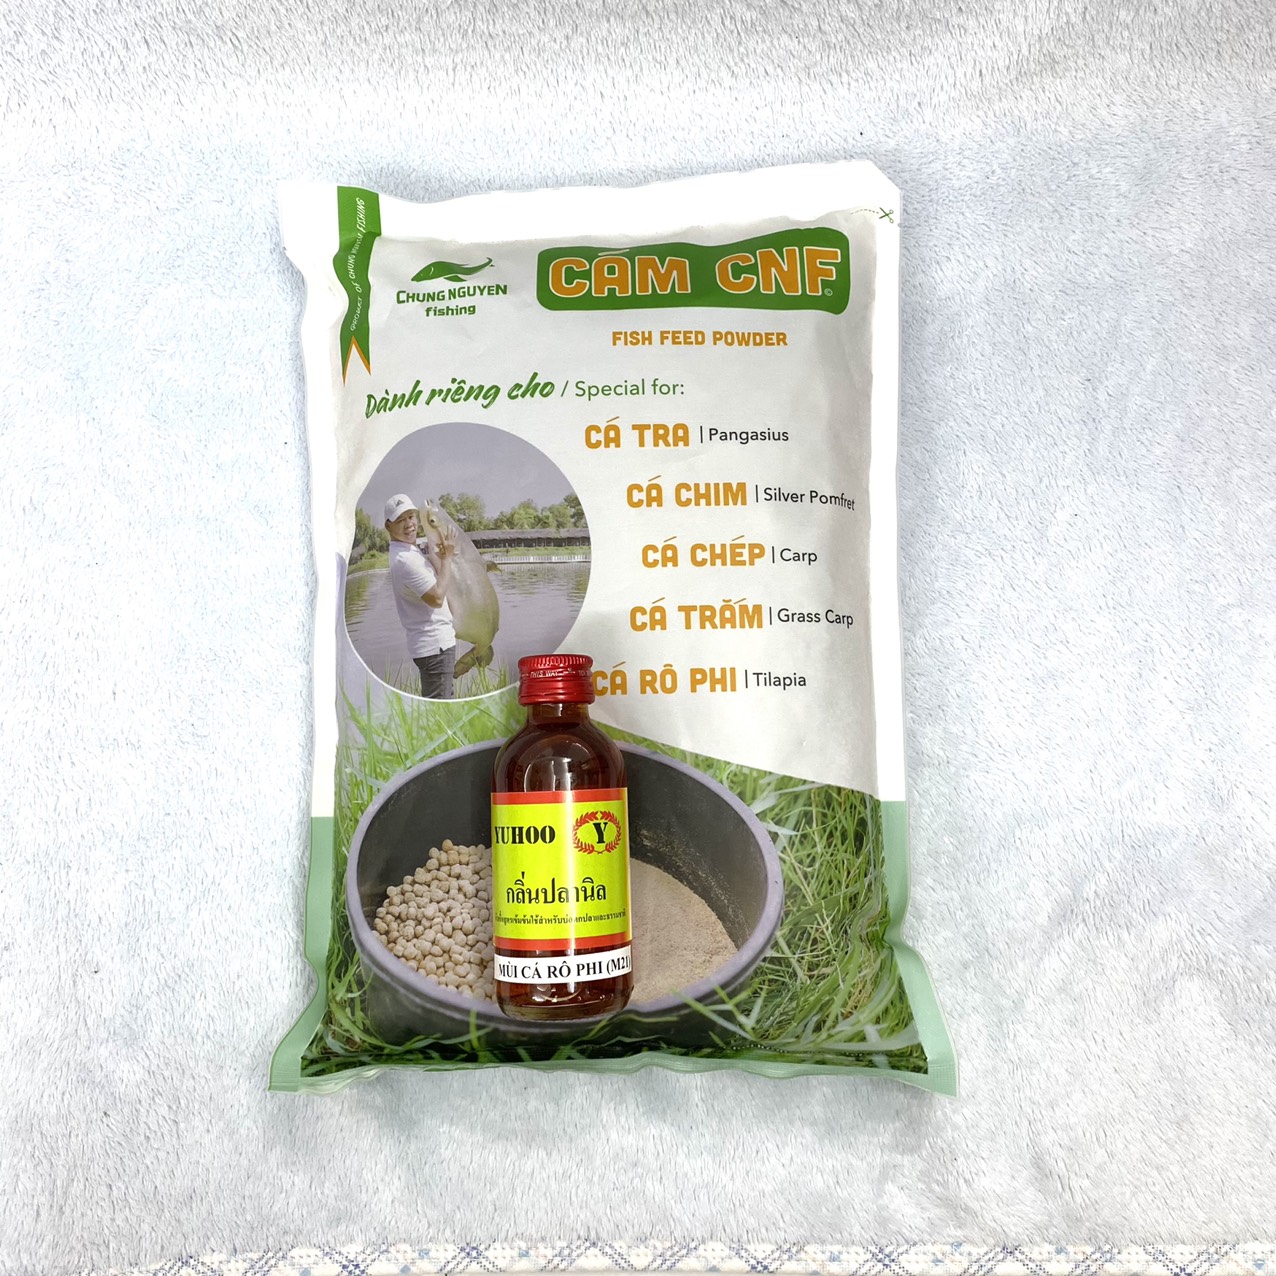 PRODUCT OF CHUNG NGUYEN FISHING
CHUNG NGUYEN
fishing
CÁM CNF©
FISH FEED POWDER
Dành riêng cho / Special for:
CÁ TRA | Pangasius
CÁ CHIM | Silver Pomfret
CÁ CHÉP | Carp
CÁ TRẮM | Grass Carp
CÁ RÔ PHI | Tilapia
THIS WAY
YUHOO Y
กลิ่นปลานิล
MÙI CÁ RÔ PHI (M21)